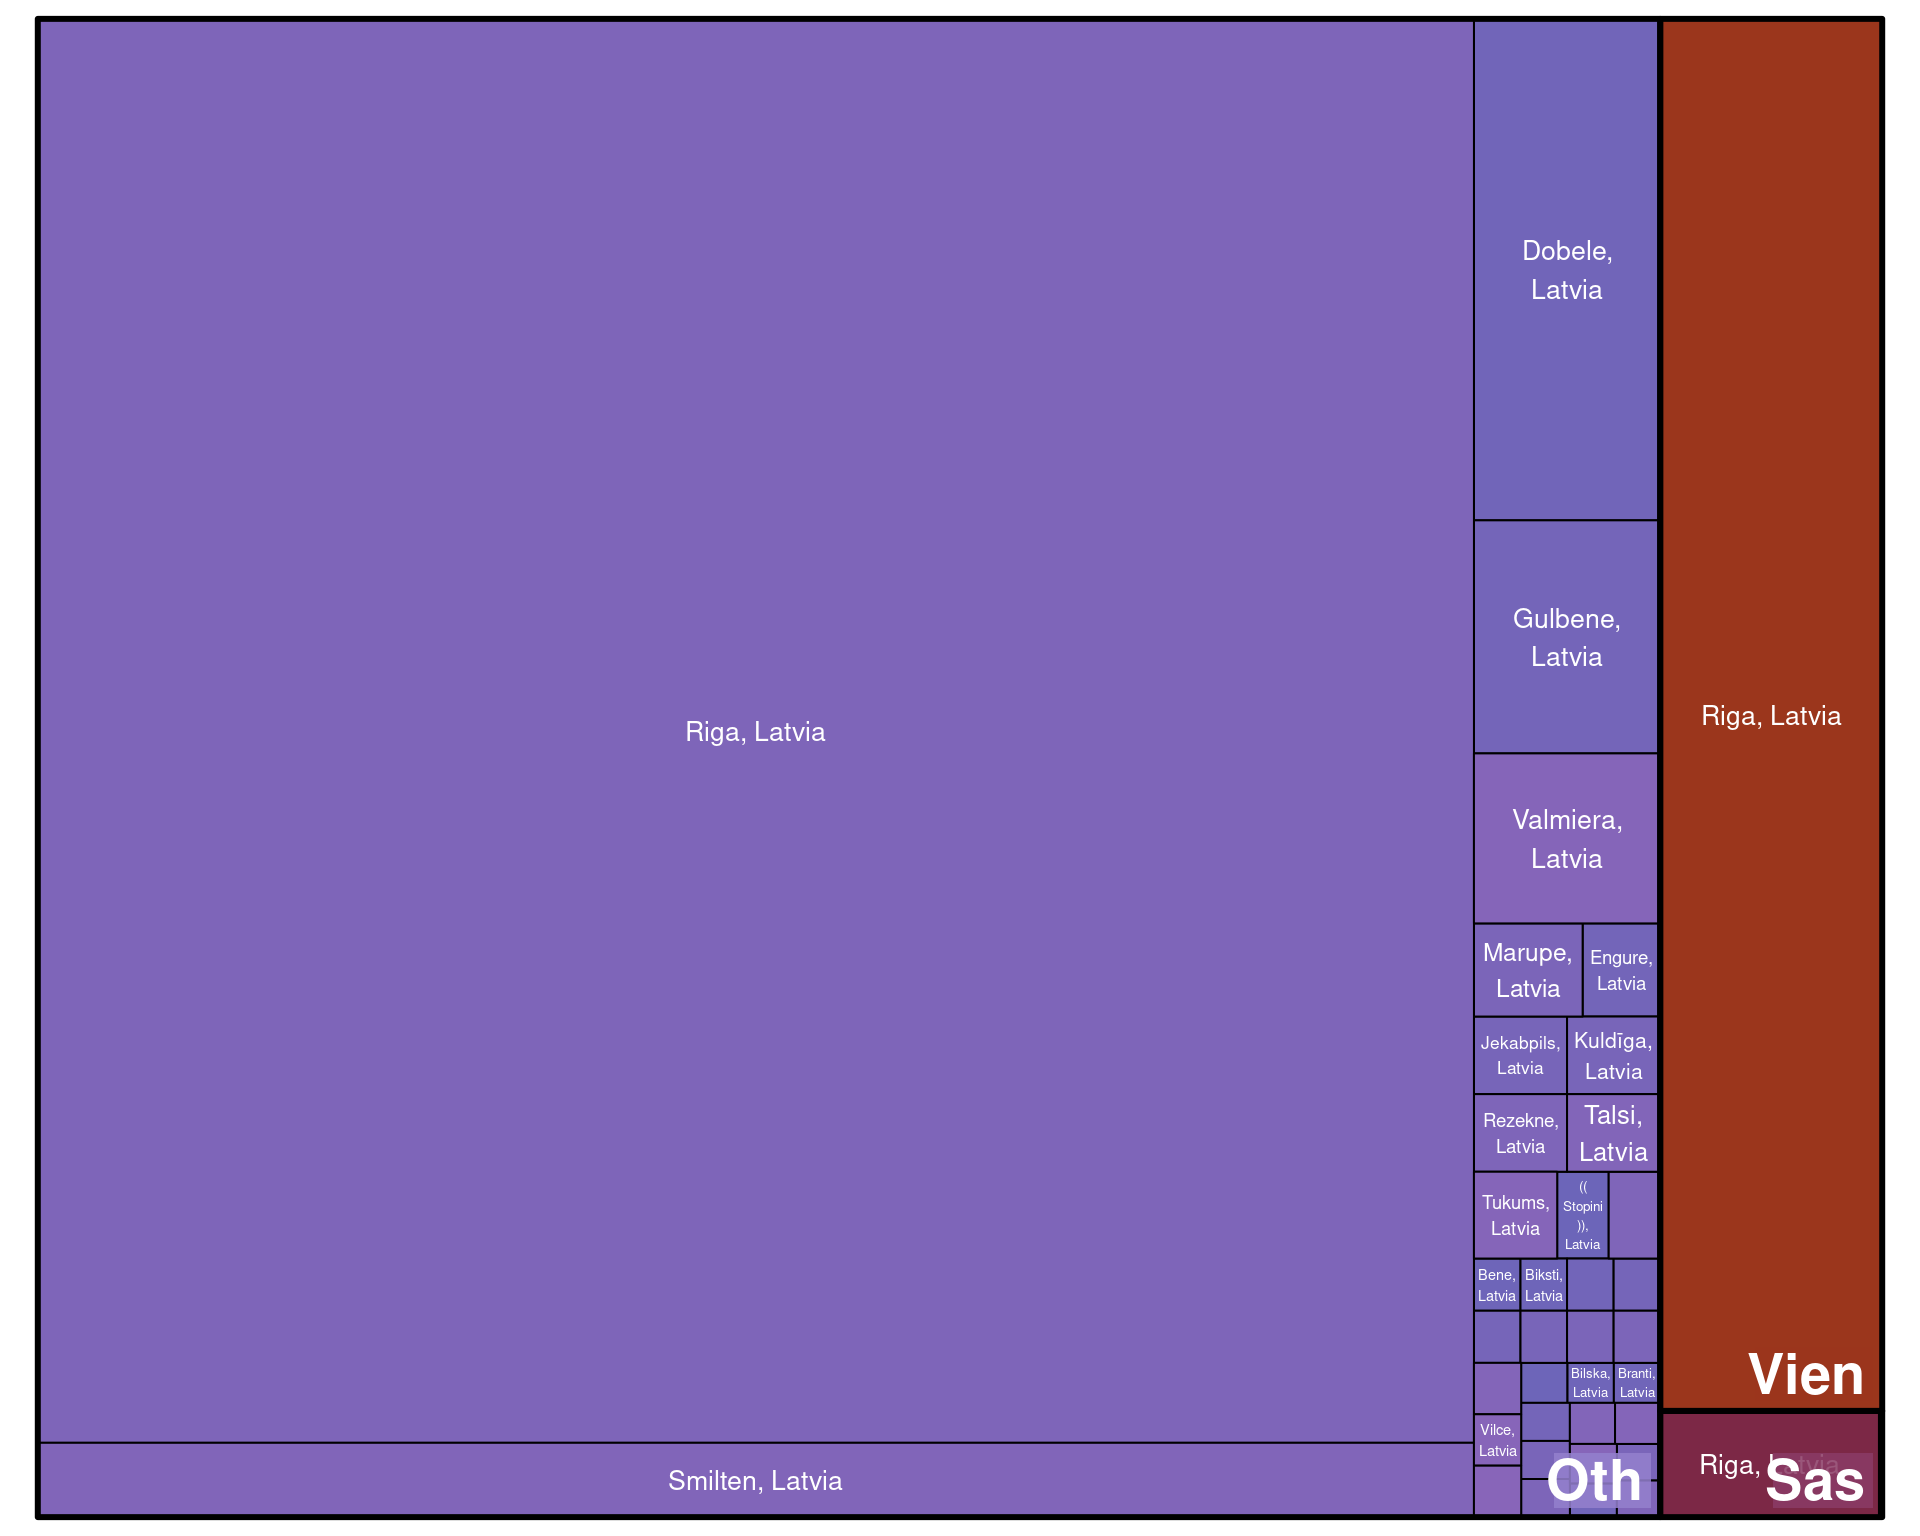 Riga, Latvia
Smilten, Latvia
Dobele,
Latvia
Gulbene,
Latvia
Valmiera,
Latvia
Marupe,
Latvia
Engure,
Latvia
Jekabpils,
Latvia
Kuldīga,
Latvia
Rezekne,
Latvia
Talsi,
Latvia
Tukums,
Latvia
((
Stopini
)),
Latvia
Bene,
Latvia
Biksti,
Latvia
Bilska,
Latvia
Branti,
Latvia
Vilce,
Latvia
Oth
Riga, Latvia
Vien
Riga, Latvia
Sas